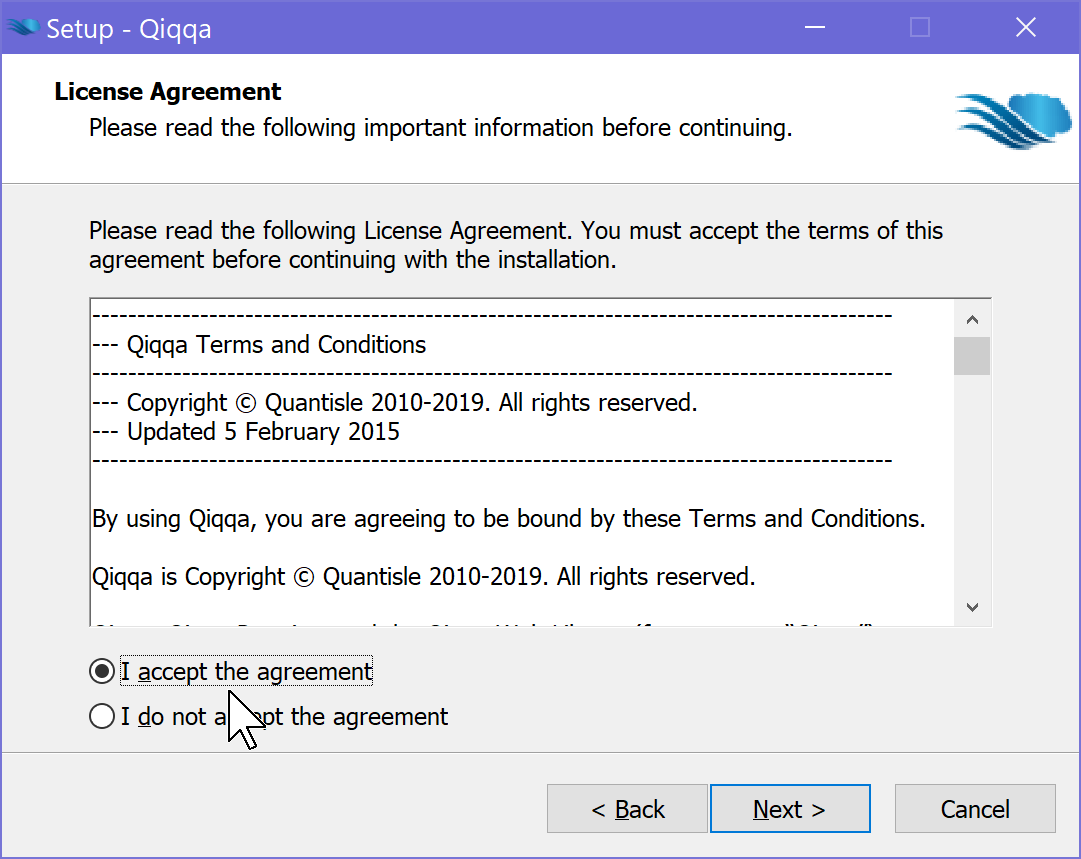 Setup - Qiqqa
License Agreement
Please read the following important information before continuing.
Please read the following License Agreement. You must accept the terms of this
agreement before continuing with the installation.
-----------------------------------------------------------------------------------------
--- Qiqqa Terms and Conditions
-----------------------------------------------------------------------------------------
--- Copyright © Quantisle 2010-2019. All rights reserved.
--- Updated 5 February 2015
-----------------------------------------------------------------------------------------
By using Qiqqa, you are agreeing to be bound by these Terms and Conditions.
Qiqqa is Copyright © Quantisle 2010-2019. All rights reserved.
I accept the agreement
I do not accept the agreement
< Back
Next >
Cancel